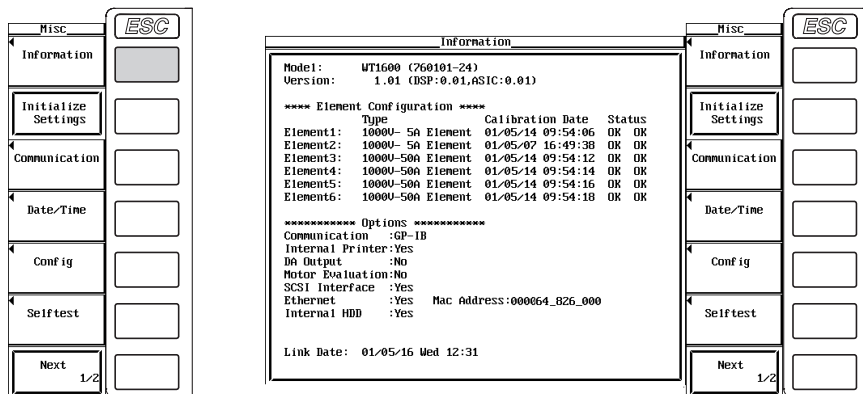 Misc
ESC
Information
Initialize
Settings
Communication
Date/Time
Config
Selftest
Next
1/2
Information
Model: WT1600 (760101-24)
Version: 1.01 (DSP:0.01,ASIC:0.01)
**** Element Configuration ****
Type Calibration Date Status
Element1: 1000V- 5A Element 01/05/14 09:54:06 OK OK
Element2: 1000V- 5A Element 01/05/07 16:49:38 OK OK
Element3: 1000V-50A Element 01/05/14 09:54:12 OK OK
Element4: 1000V-50A Element 01/05/14 09:54:14 OK OK
Element5: 1000V-50A Element 01/05/14 09:54:16 OK OK
Element6: 1000V-50A Element 01/05/14 09:54:18 OK OK
*********** Options ***********
Communication :GP-IB
Internal Printer:Yes
DA Output :No
Motor Evaluation:No
SCSI Interface :Yes
Ethernet :Yes Mac Address:000064_826_000
Internal HDD :Yes
Link Date: 01/05/16 Wed 12:31
Misc
ESC
Information
Initialize
Settings
Communication
Date/Time
Config
Selftest
Next
1/2